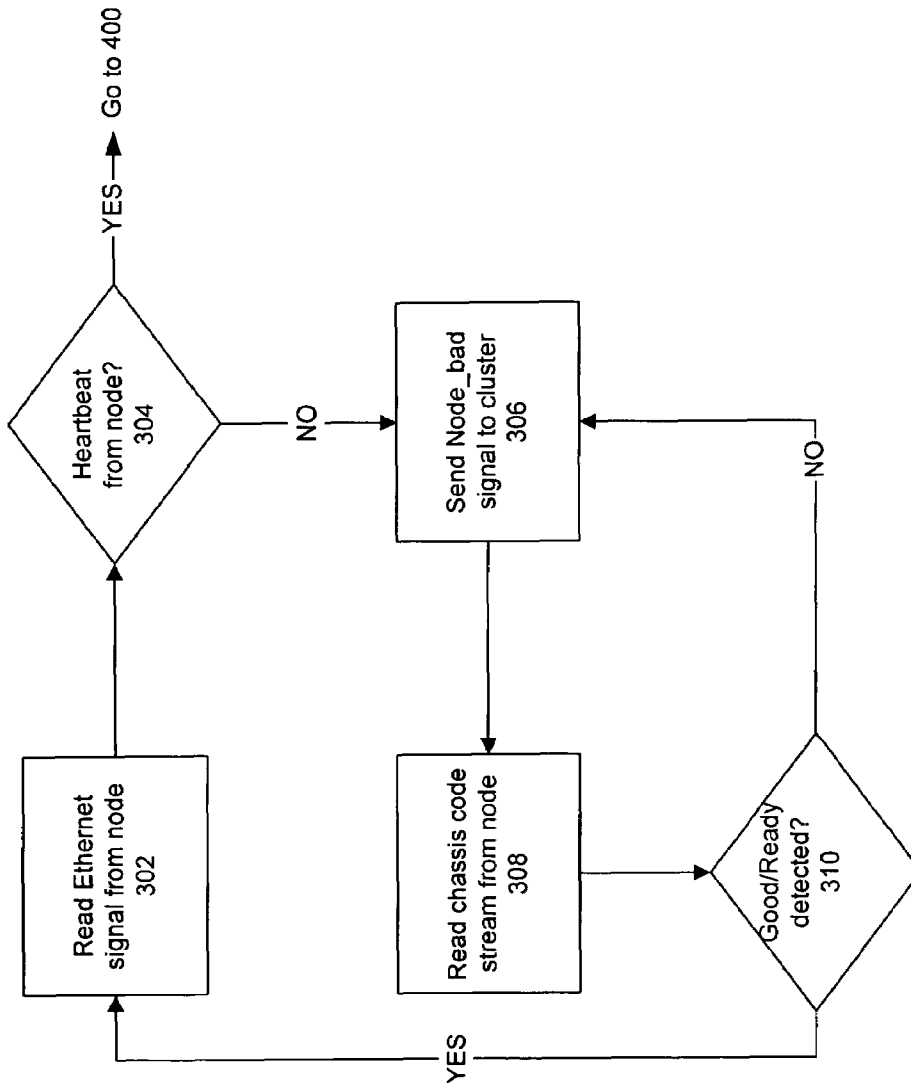 Read Ethernet
signal from node
302
Heartbeat
from node?
304
YES
Go to 400
NO
Send Node_bad
signal to cluster
306
Read chassis code
stream from node
308
Good/Ready
detected?
310
YES
NO